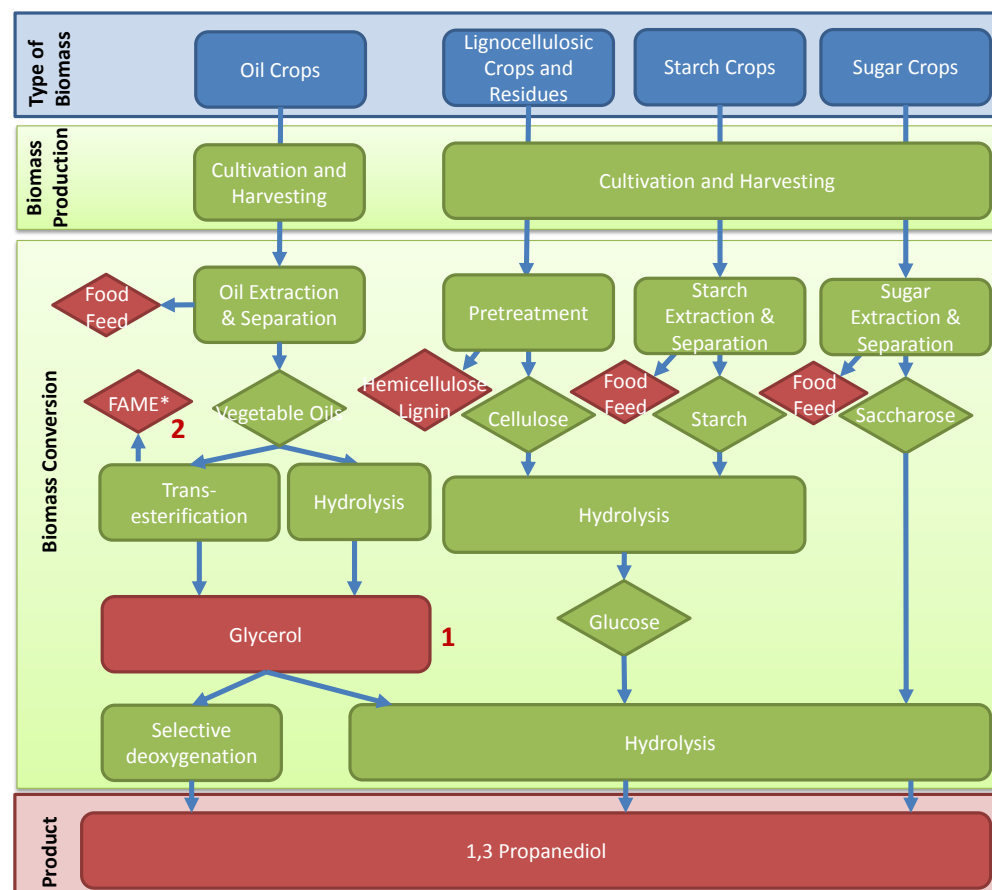 Type of
Biomass
Oil Crops
Lignocellulosic
Crops and
Residues
Starch Crops
Sugar Crops
Biomass
Production
Cultivation and
Harvesting
Cultivation and Harvesting
Biomass Conversion
Food
Feed
Oil Extraction
& Separation
Pretreatment
Starch
Extraction &
Separation
Sugar
Extraction &
Separation
FAME*
2
Vegetable Oils
Hemicellulose
Lignin
Cellulose
Food
Feed
Starch
Food
Feed
Saccharose
Trans-
esterification
Hydrolysis
Hydrolysis
Glycerol
1
Glucose
Selective
deoxygenation
Hydrolysis
Product
1,3 Propanediol